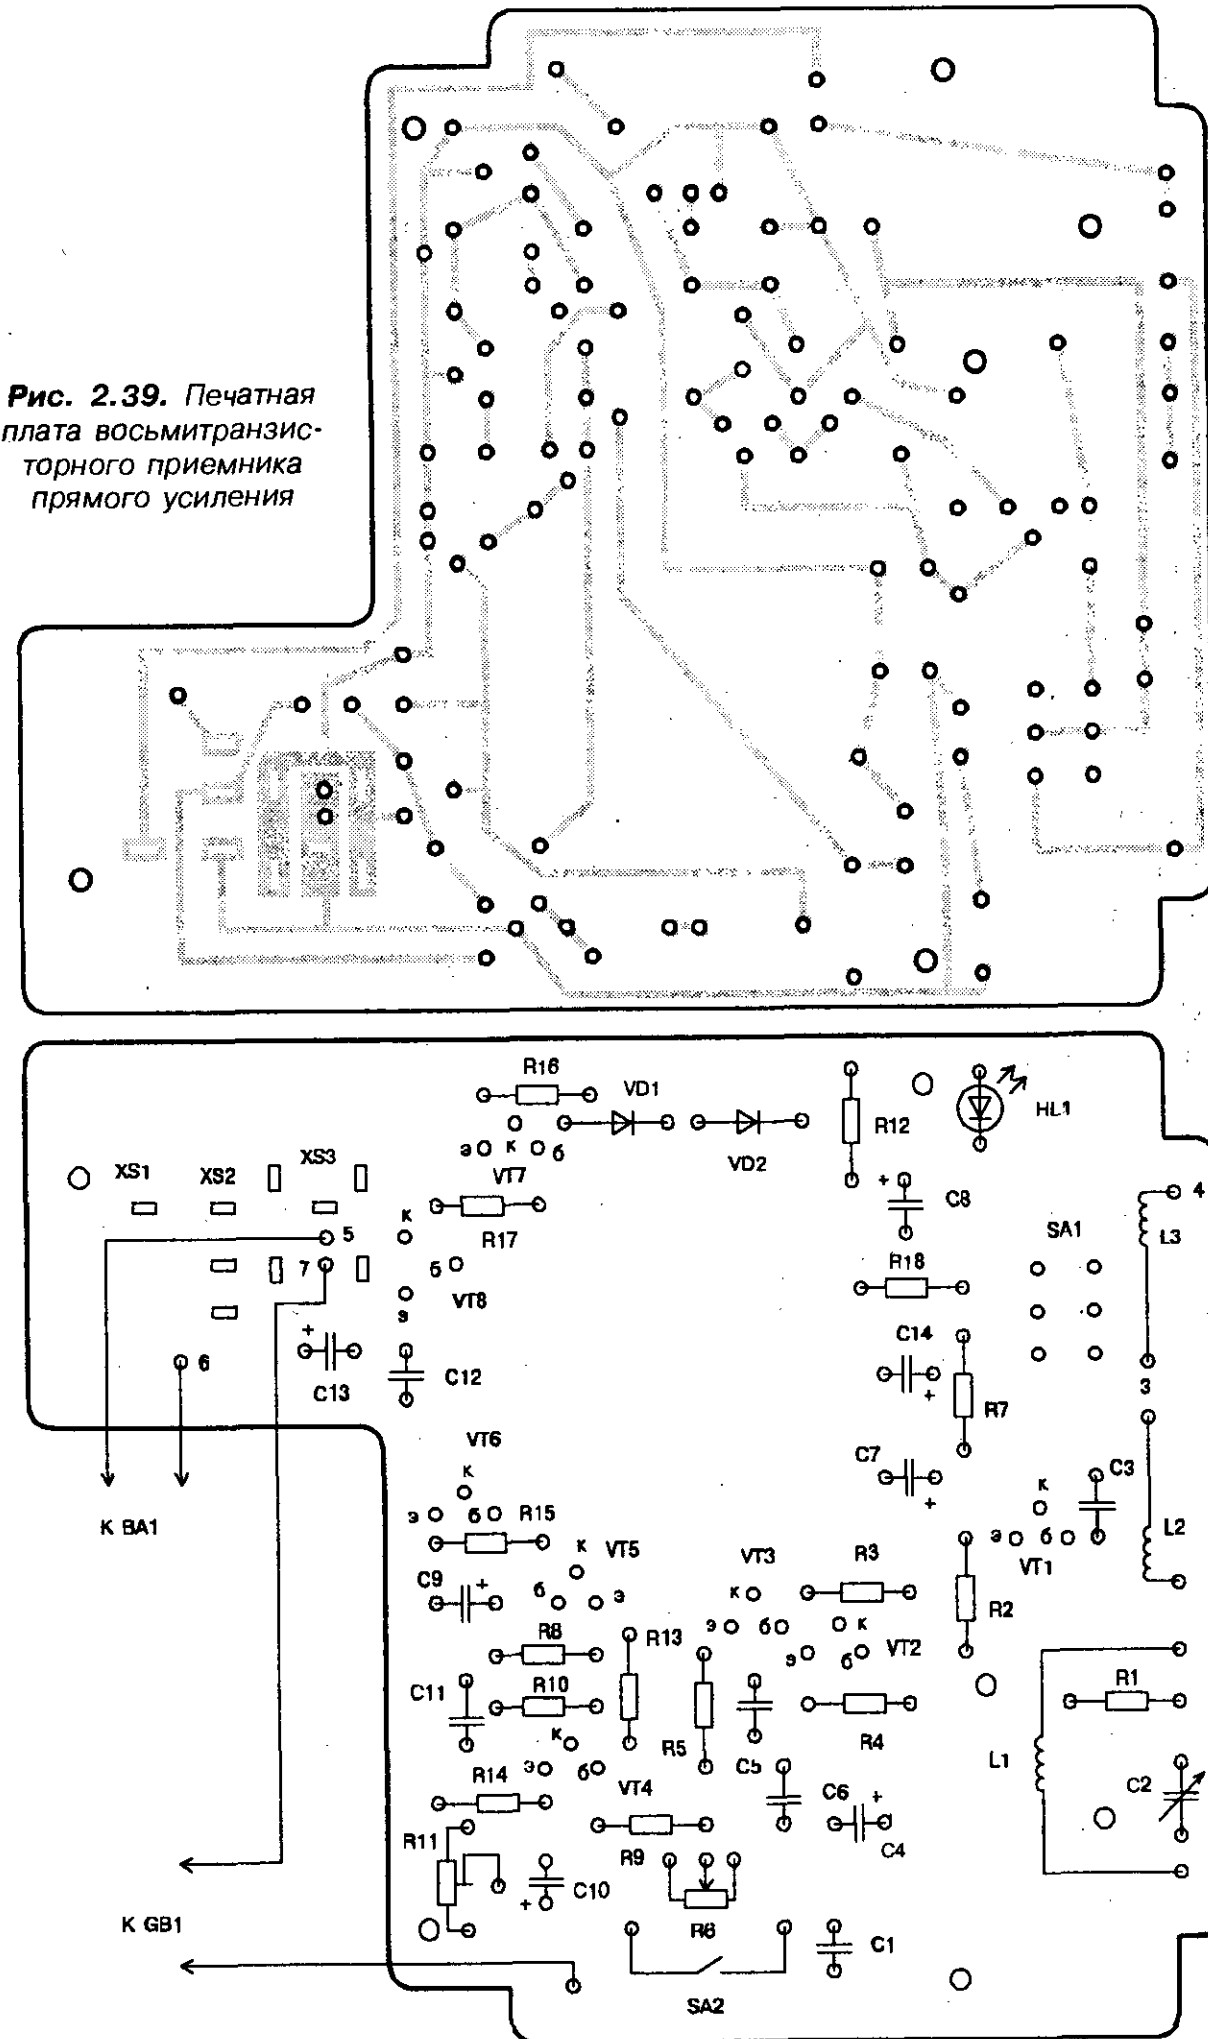 Рис. 2.39. Печатная
плата восьмитранзис-
торного приемника
прямого усиления
R16
VD1
VD2
R12
HL1
э к б
VT7
XS1
XS2
XS3
R17
+ C8
4
L3
SA1
5
к
7
б
VT8
э
R18
+
C13
C12
6
C14
+
R7
3
VT6
к
э б
R15
C7
+
C3
к
э б
VT1
L2
К BA1
к
VT5
б э
VT3
к
э б
R3
C9 +
R2
R8
R13
к
э б
VT2
C11
R10
R5
C5
R4
R1
к
э б
VT4
L1
C2
R14
C6 +
C4
R11
R9
+ C10
R6
К GB1
C1
SA2